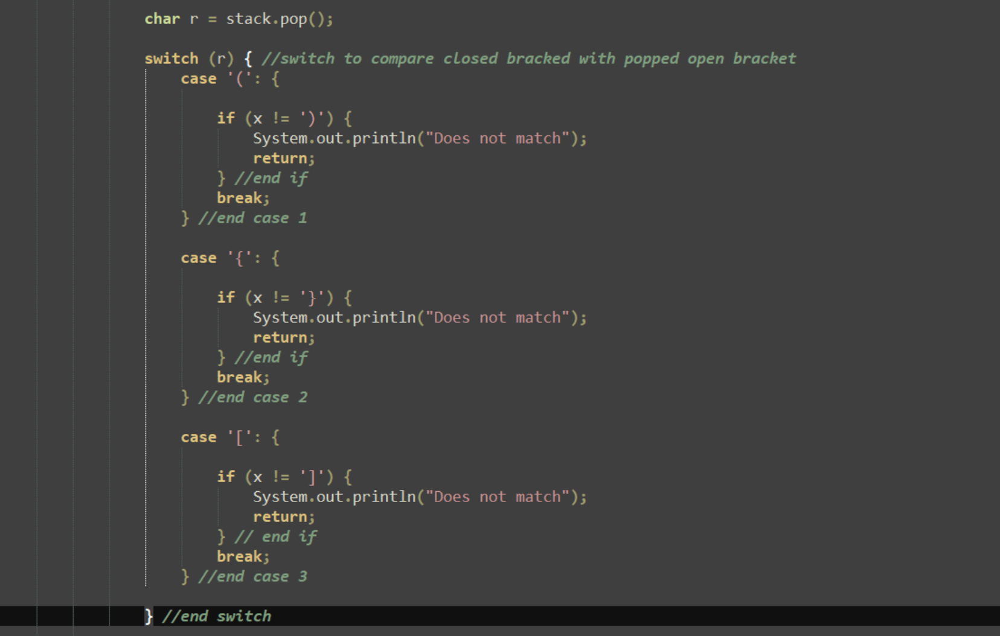 char r = stack.pop();
switch (r) { //switch to compare closed bracked with popped open bracket
case '(': {
if (x != ')') {
System.out.println("Does not match");
return;
} //end if
break;
} //end case 1
case '{': {
if (x != '}') {
System.out.println("Does not match");
return;
} //end if
break;
} //end case 2
case '[': {
if (x != ']') {
System.out.println("Does not match");
return;
} // end if
break;
} //end case 3
} //end switch